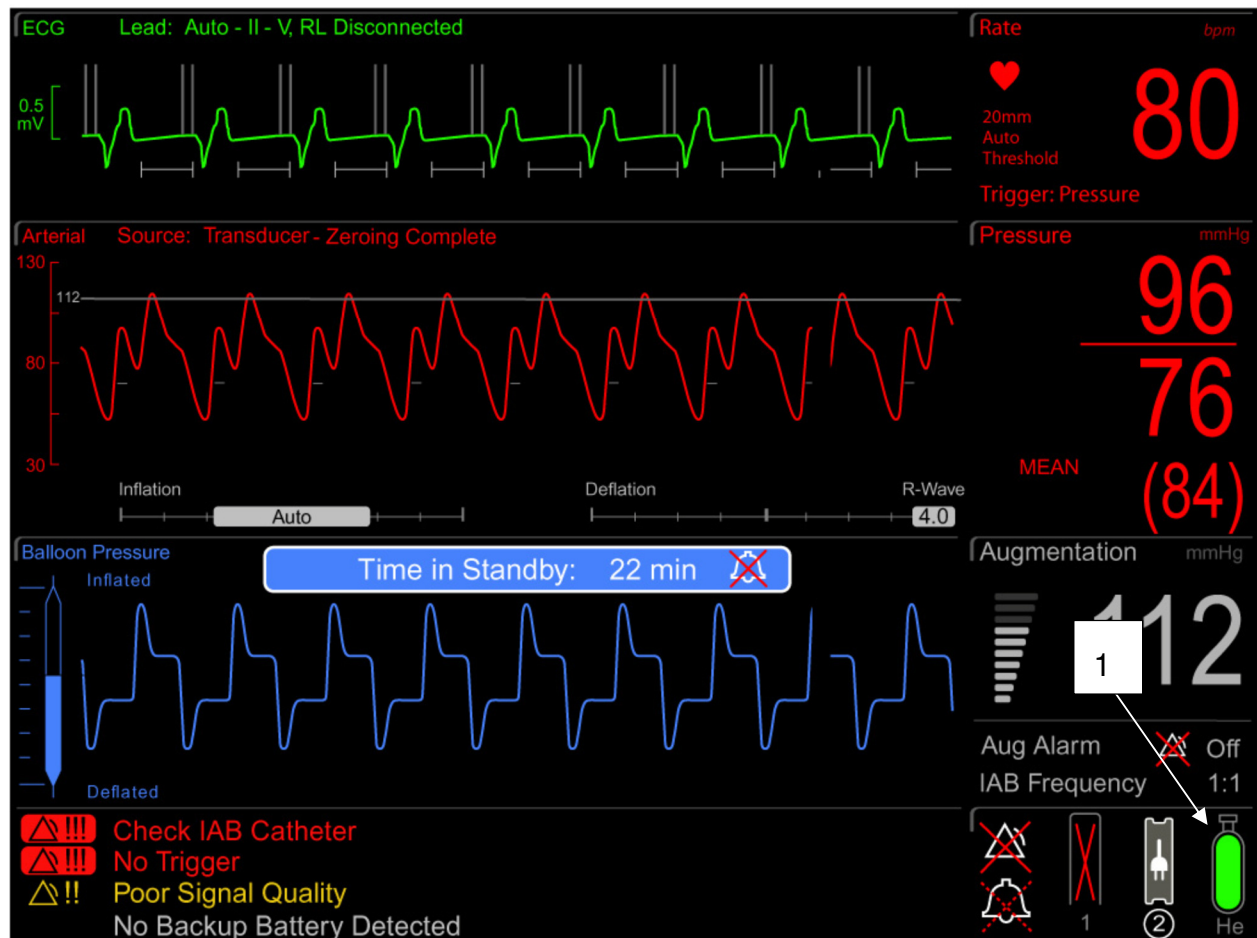 ECG Lead: Auto - II - V, RL Disconnected
0.5
mV
Rate bpm
80
20mm
Auto
Threshold
Trigger: Pressure
Arterial Source: Transducer - Zeroing Complete
130
112
80
30
Pressure mmHg
96
76
MEAN (84)
Inflation Deflation R-Wave
Auto 4.0
Balloon Pressure
Time in Standby: 22 min
Inflated
Deflated
Augmentation mmHg
112
1
Aug Alarm Off
IAB Frequency 1:1
!!! Check IAB Catheter
!!! No Trigger
!! Poor Signal Quality
No Backup Battery Detected
1 2 He